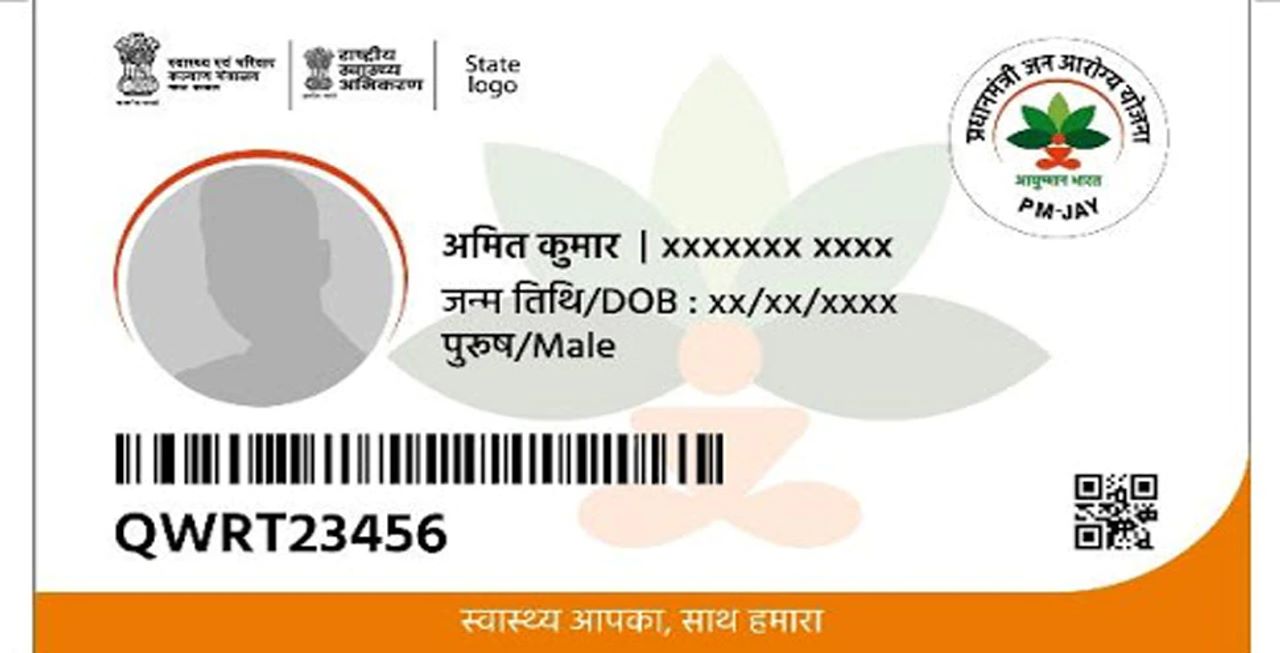 स्वास्थ्य एवं परिवार
कल्याण मंत्रालय
भारत सरकार
राष्ट्रीय
स्वास्थ्य
अभिकरण
State
logo
प्रधानमंत्री जन आरोग्य योजना
आयुष्मान भारत
PM-JAY
अमित कुमार | xxxxxxx xxxx
जन्म तिथि/DOB : xx/xx/xxxx
पुरूष/Male
QWRT23456
स्वास्थ्य आपका, साथ हमारा